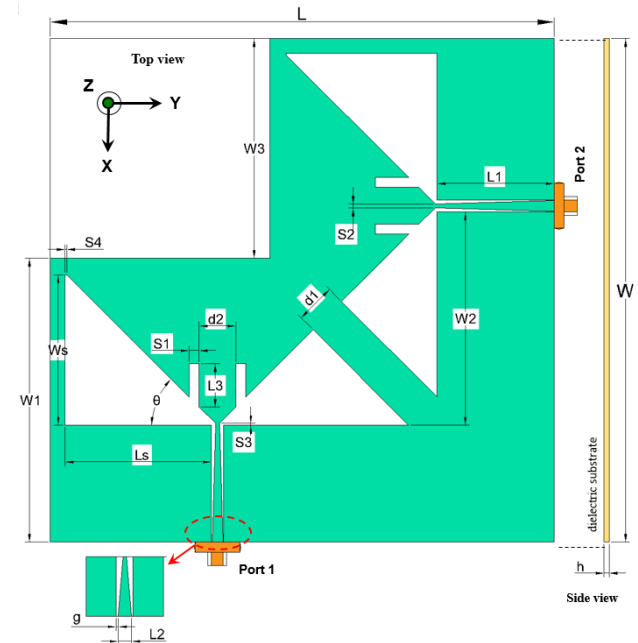 L
Top view
Z
Y
X
W3
L1
Port 2
S2
S4
W
d1
W2
d2
S1
Ws
W1
L3
θ
S3
Ls
dielectric substrate
Port 1
h
Side view
g
L2